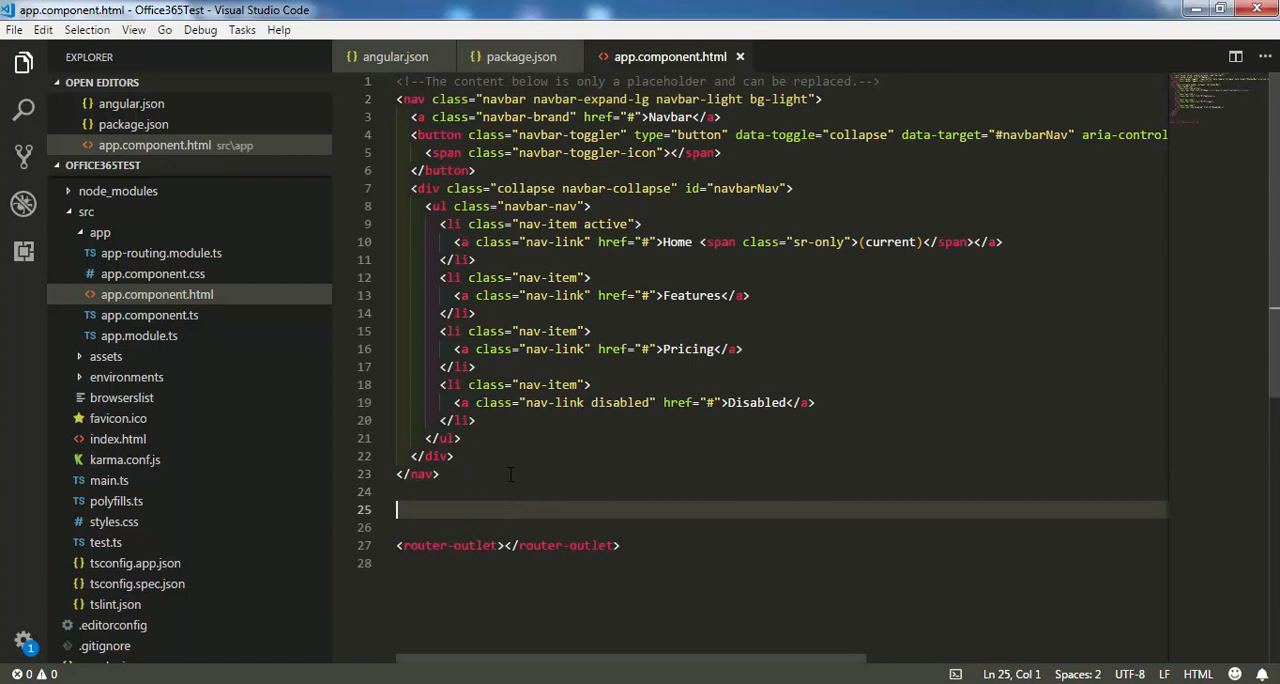 app.component.html - Office365Test - Visual Studio Code
File Edit Selection View Go Debug Tasks Help
EXPLORER
OPEN EDITORS
{} angular.json
{} package.json
<> app.component.html src\app
OFFICE365TEST
node_modules
src
app
TS app-routing.module.ts
# app.component.css
<> app.component.html
TS app.component.ts
TS app.module.ts
assets
environments
browserslist
favicon.ico
<> index.html
karma.conf.js
TS main.ts
TS polyfills.ts
# styles.css
TS test.ts
{} tsconfig.app.json
{} tsconfig.spec.json
{} tslint.json
.editorconfig
.gitignore
{} angular.json {} package.json <> app.component.html ×
1 <!--The content below is only a placeholder and can be replaced.-->
2 <nav class="navbar navbar-expand-lg navbar-light bg-light">
3 <a class="navbar-brand" href="#">Navbar</a>
4 <button class="navbar-toggler" type="button" data-toggle="collapse" data-target="#navbarNav" aria-control
5 <span class="navbar-toggler-icon"></span>
6 </button>
7 <div class="collapse navbar-collapse" id="navbarNav">
8 <ul class="navbar-nav">
9 <li class="nav-item active">
10 <a class="nav-link" href="#">Home <span class="sr-only">(current)</span></a>
11 </li>
12 <li class="nav-item">
13 <a class="nav-link" href="#">Features</a>
14 </li>
15 <li class="nav-item">
16 <a class="nav-link" href="#">Pricing</a>
17 </li>
18 <li class="nav-item">
19 <a class="nav-link disabled" href="#">Disabled</a>
20 </li>
21 </ul>
22 </div>
23 </nav>
24
25
26
27 <router-outlet></router-outlet>
28
1
0 0 Ln 25, Col 1 Spaces: 2 UTF-8 LF HTML